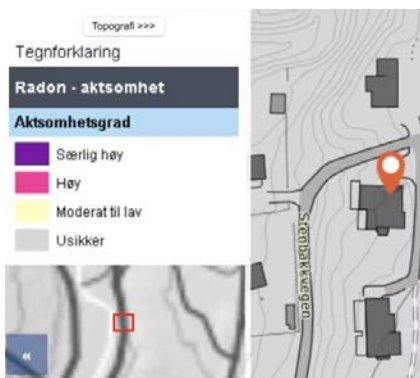 Topografi >>>
Tegnforklaring
Radon - aktsomhet
Aktsomhetsgrad
Særlig høy
Høy
Moderat til lav
Usikker
«
Stenbakkvegen